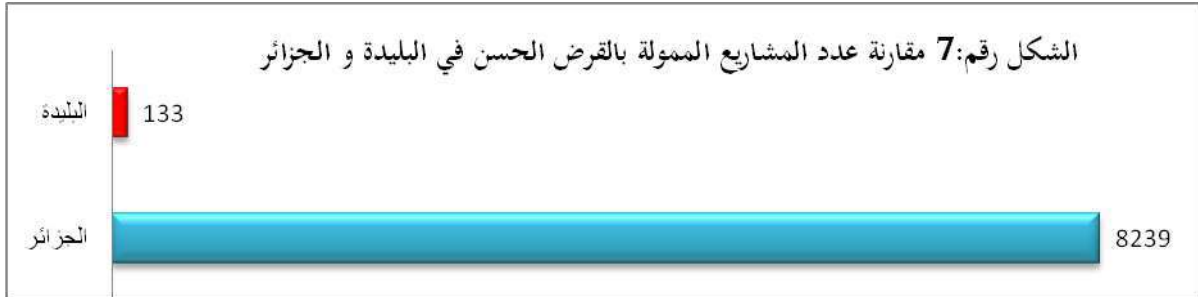 الشكل رقم:7 مقارنة عدد المشاريع الممولة بالقرض الحسن في البليدة و الجزائر
البليدة 133
الجزائر 8239